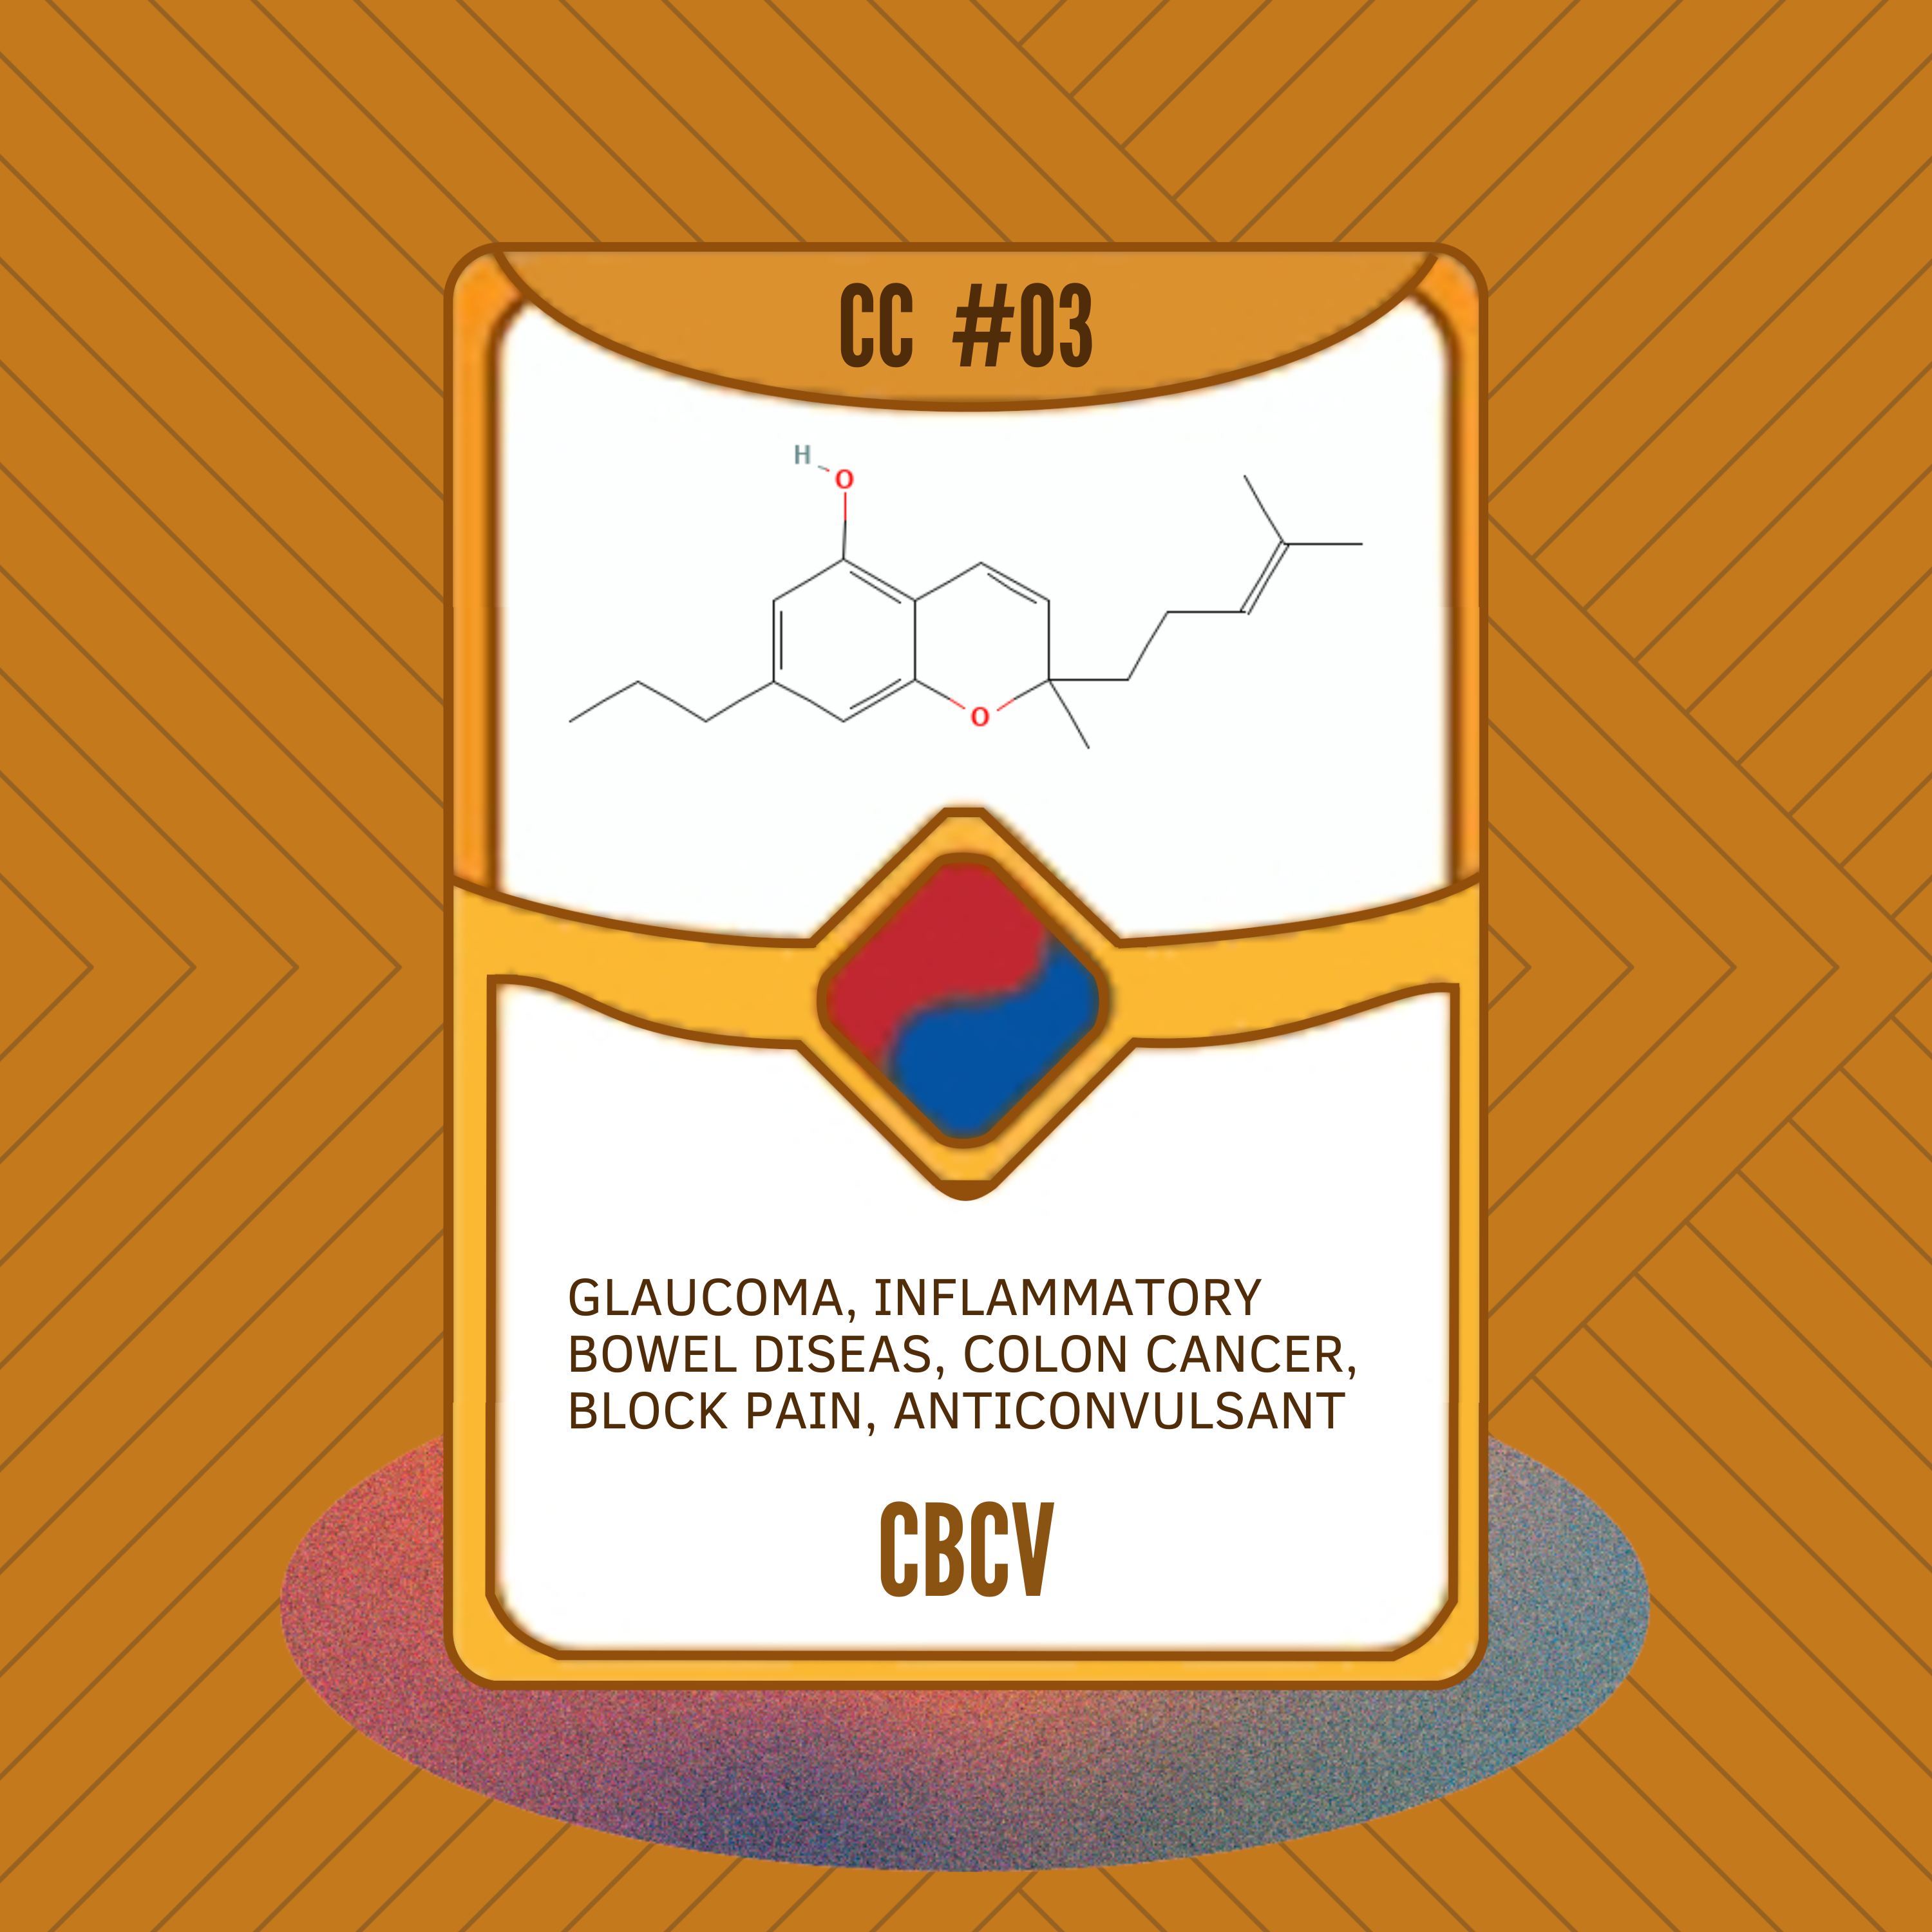 CC #03
H
O
O
GLAUCOMA, INFLAMMATORY
BOWEL DISEAS, COLON CANCER,
BLOCK PAIN, ANTICONVULSANT
CBCV